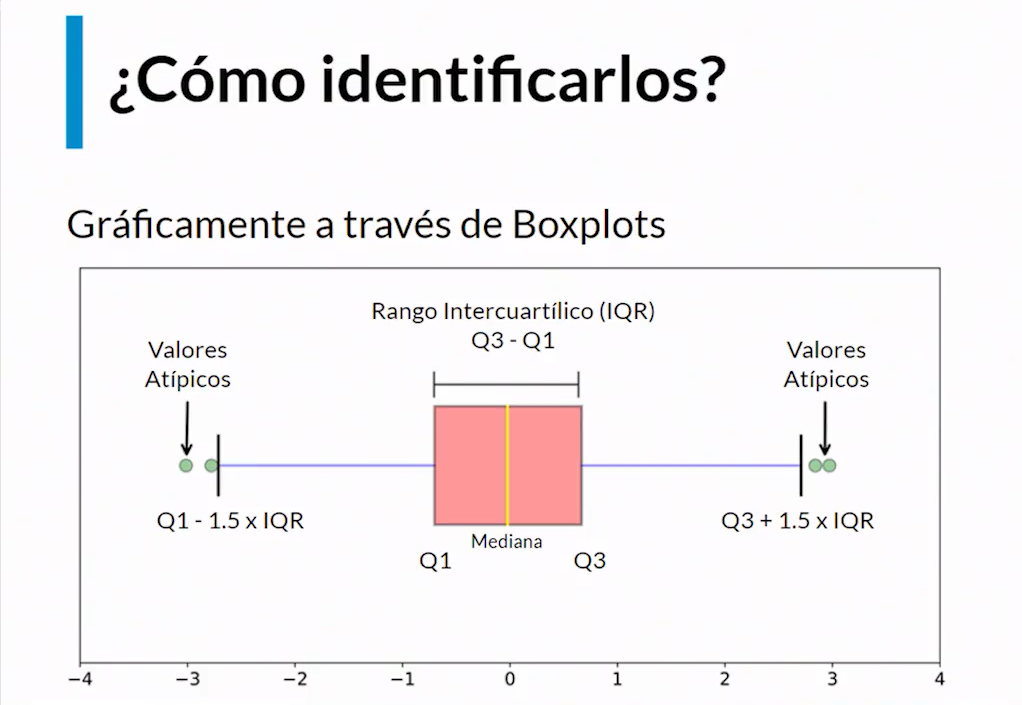 ¿Cómo identificarlos?
Gráficamente a través de Boxplots
Rango Intercuartílico (IQR)
Q3 - Q1
Valores
Atípicos
Valores
Atípicos
Q1 - 1.5 x IQR
Q3 + 1.5 x IQR
Mediana
Q1
Q3
−4 −3 −2 −1 0 1 2 3 4